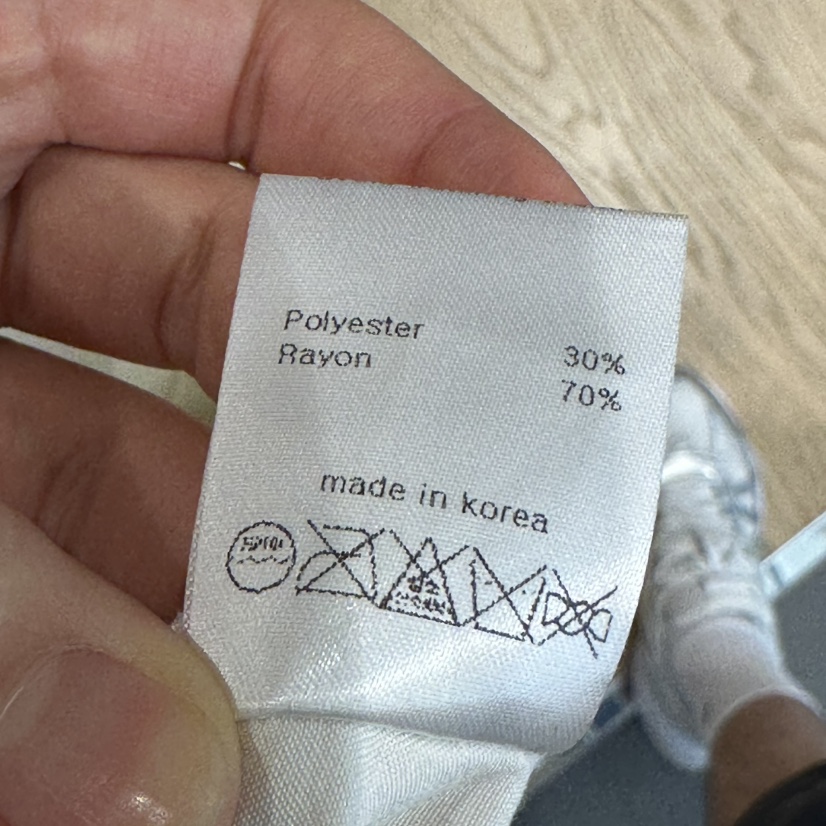 Polyester 30%
Rayon 70%
made in korea